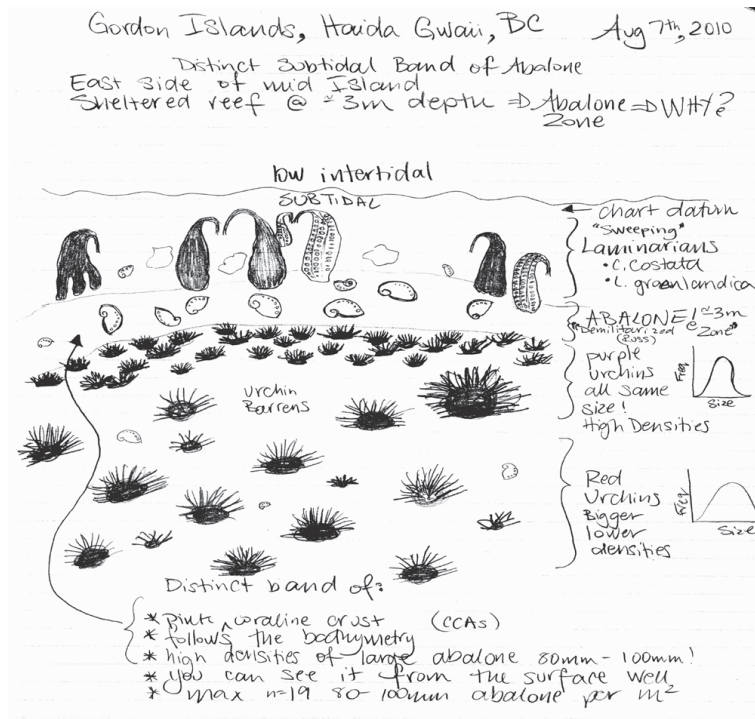 Gordon Islands, Haida Gwaii, BC Aug 7th, 2010
Distinct Subtidal Band of Abalone
East side of mid Island
Sheltered reef @ ≈3m depth ⇒ Abalone Zone ⇒ WHY?
low intertidal
SUBTIDAL
← chart datum
"Sweeping"
Laminarians
• C. Costata
• L. groenlandica
ABALONE! @ ≈3m
"Demilitarized Zone"
(Russ)
purple
urchins
all same
size!
High Densities
Freq.
Size
Urchin
Barrens
Red
Urchins
Bigger
lower
densities
Freq.
Size
Distinct band of:
* pink coraline crust (CCAs)
* follows the bathymetry
* high densities of large abalone 80mm - 100mm!
* you can see it from the surface well
* max n=19 80-100mm abalone per m²